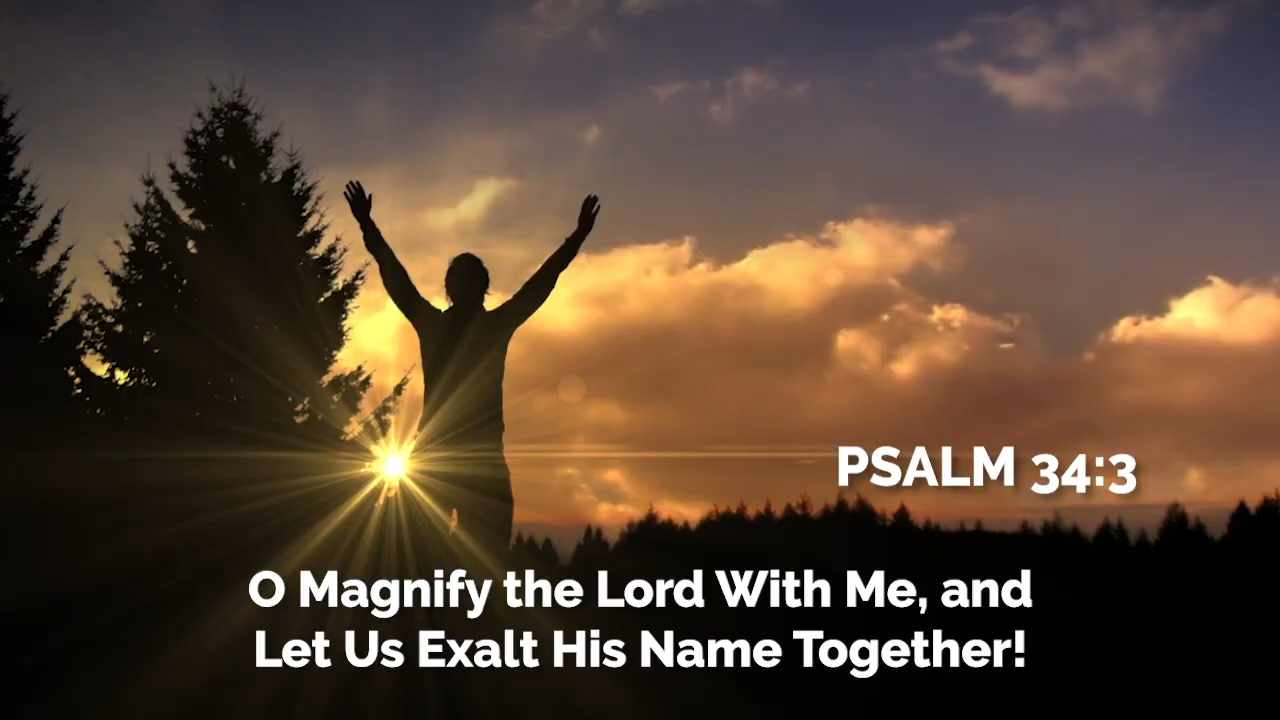 PSALM 34:3
O Magnify the Lord With Me, and
Let Us Exalt His Name Together!